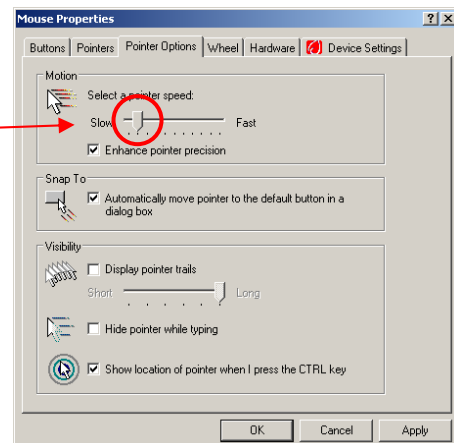 Mouse Properties
Buttons Pointers Pointer Options Wheel Hardware Device Settings
Motion
Select a pointer speed:
Slow Fast
Enhance pointer precision
Snap To
Automatically move pointer to the default button in a
dialog box
Visibility
Display pointer trails
Short Long
Hide pointer while typing
Show location of pointer when I press the CTRL key
OK Cancel Apply